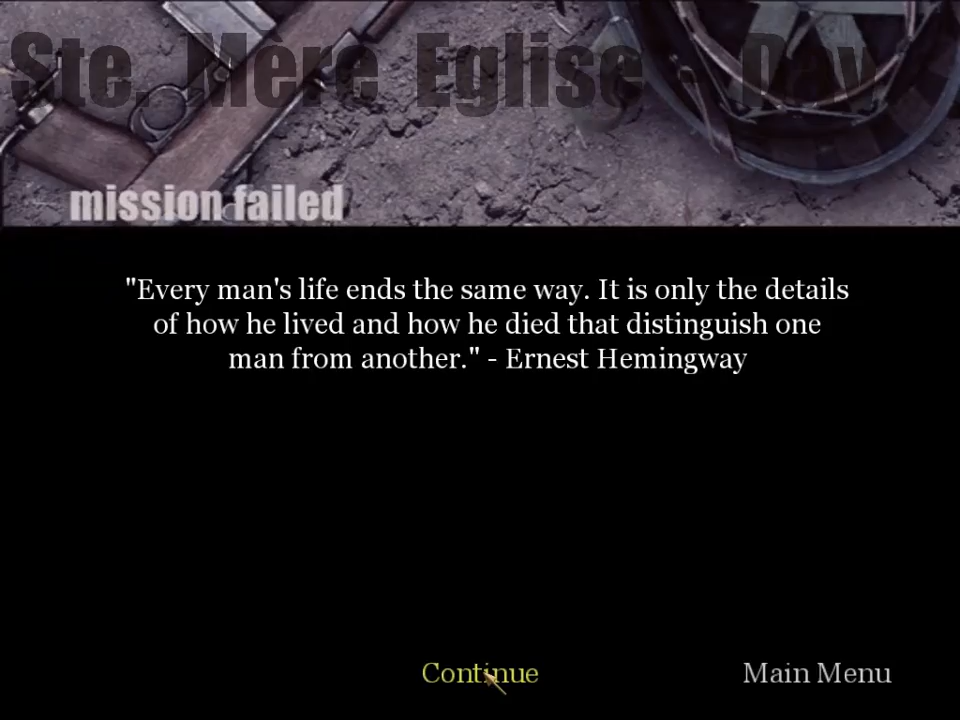 Ste. Mere Eglise - Day
mission failed
"Every man's life ends the same way. It is only the details
of how he lived and how he died that distinguish one
man from another." - Ernest Hemingway
Continue
Main Menu